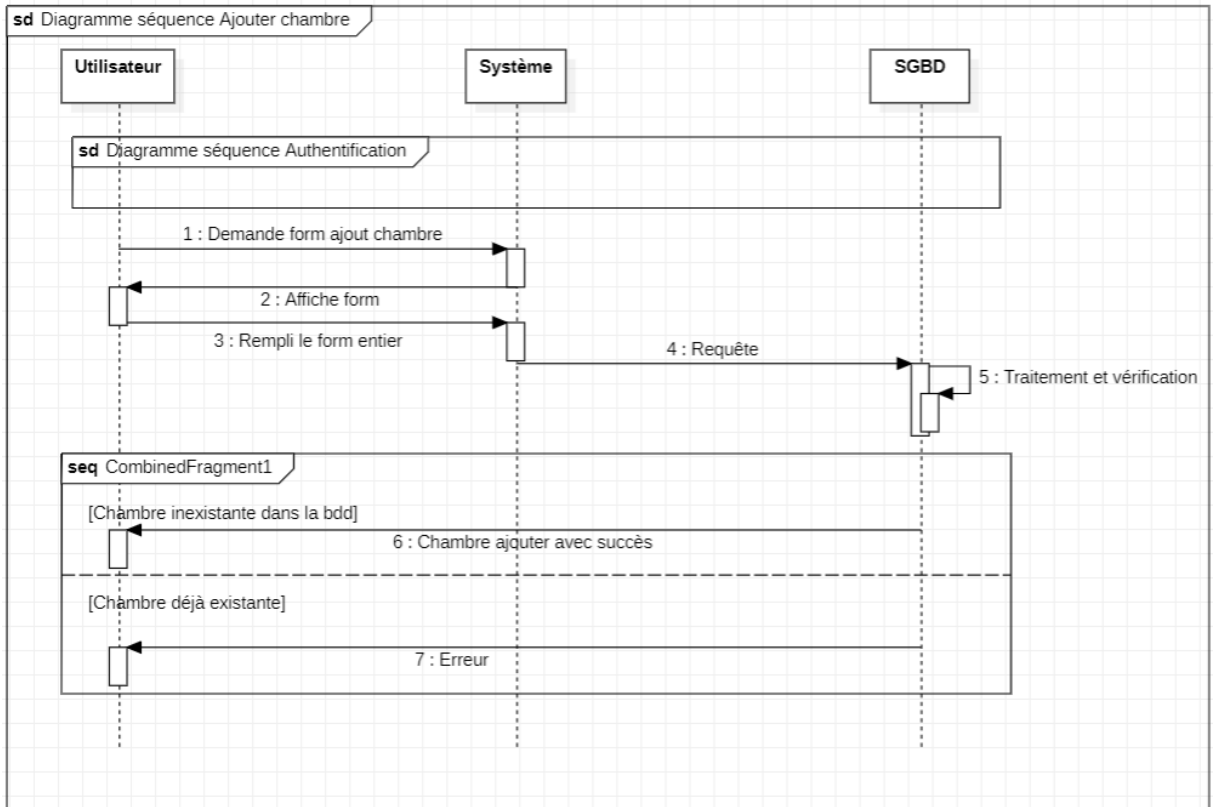 sd Diagramme séquence Ajouter chambre
Utilisateur
Système
SGBD
sd Diagramme séquence Authentification
1 : Demande form ajout chambre
2 : Affiche form
3 : Rempli le form entier
4 : Requête
5 : Traitement et vérification
seq CombinedFragment1
[Chambre inexistante dans la bdd]
6 : Chambre ajouter avec succès
[Chambre déjà existante]
7 : Erreur